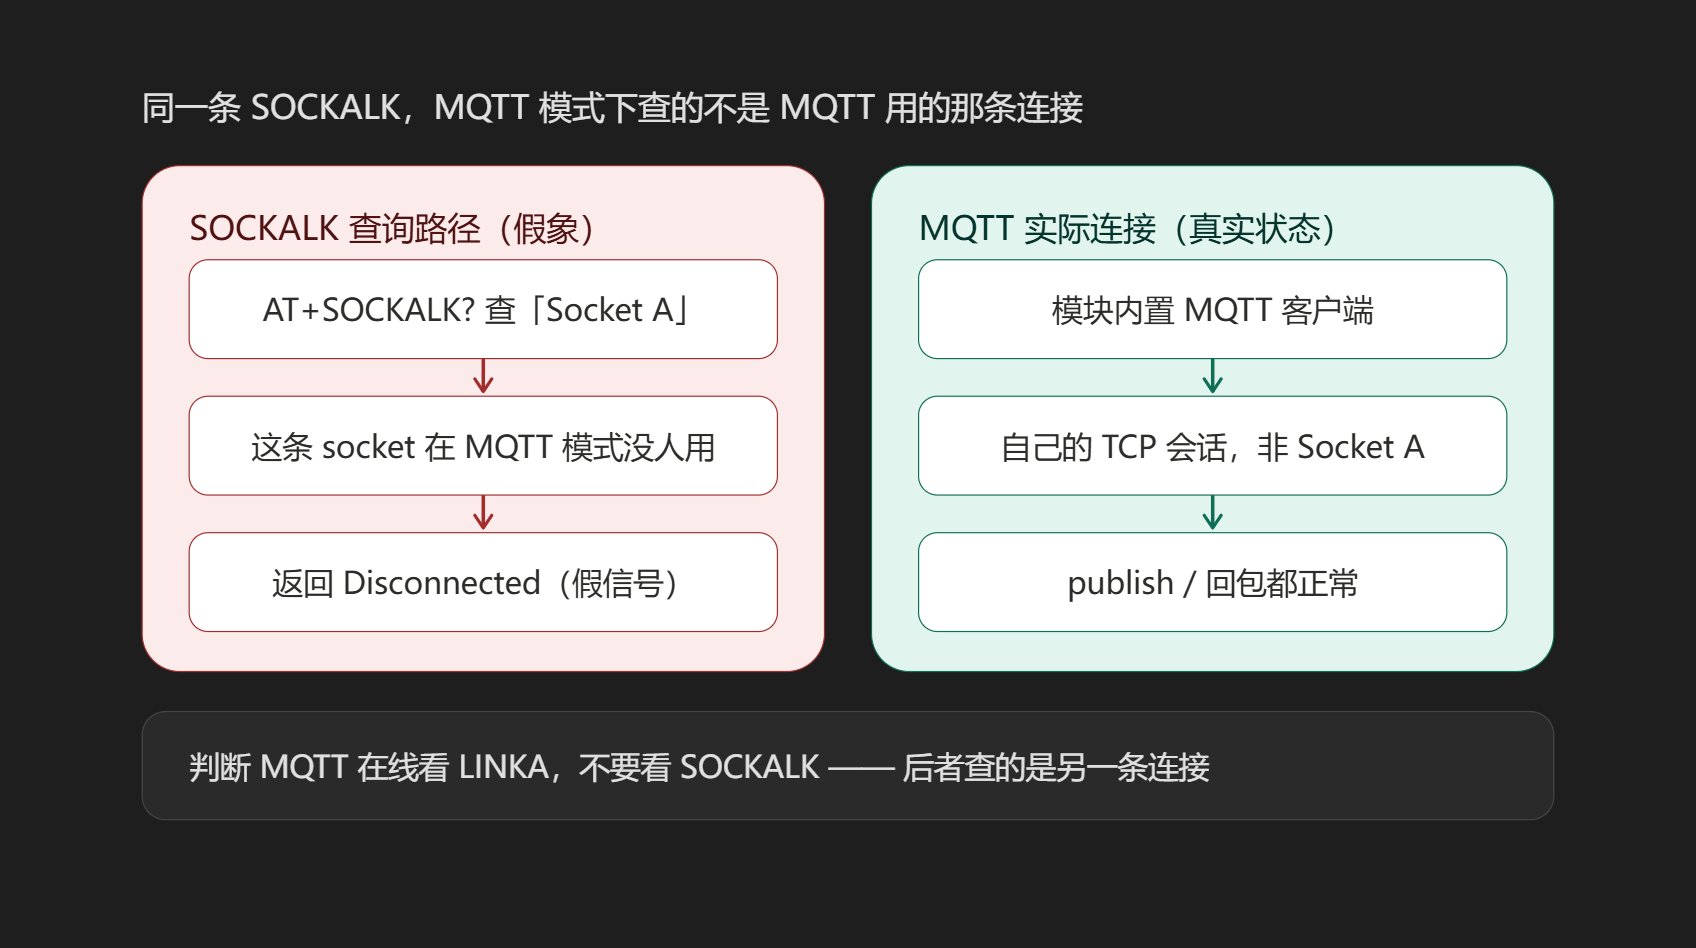 同一条 SOCKALK，MQTT 模式下查的不是 MQTT 用的那条连接
SOCKALK 查询路径（假象）
AT+SOCKALK? 查「Socket A」
这条 socket 在 MQTT 模式没人用
返回 Disconnected（假信号）
MQTT 实际连接（真实状态）
模块内置 MQTT 客户端
自己的 TCP 会话，非 Socket A
publish / 回包都正常
判断 MQTT 在线看 LINKA，不要看 SOCKALK —— 后者查的是另一条连接